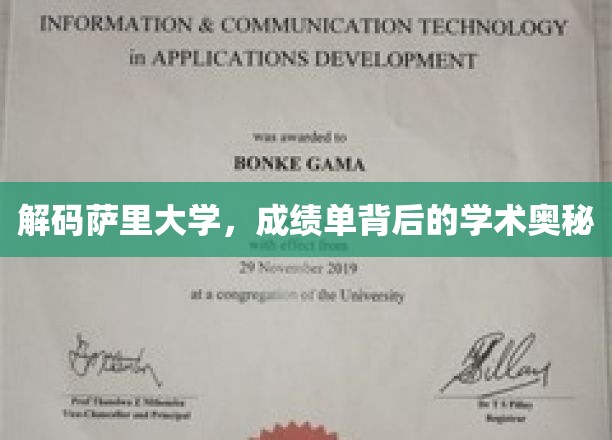 INFORMATION & COMMUNICATION TECHNOLOGY
in APPLICATIONS DEVELOPMENT
was awarded to
BONKE GAMA
解码萨里大学，成绩单背后的学术奥秘
with effect from
29 November 2019
at a congregation of the University
Vice-Chancellor and Principal
Registrar